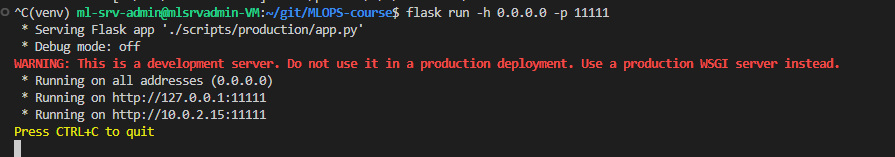 ^C(venv) ml-srv-admin@mlsrvadmin-VM:~/git/MLOPS-course$ flask run -h 0.0.0.0 -p 11111
 * Serving Flask app './scripts/production/app.py'
 * Debug mode: off
WARNING: This is a development server. Do not use it in a production deployment. Use a production WSGI server instead.
 * Running on all addresses (0.0.0.0)
 * Running on http://127.0.0.1:11111
 * Running on http://10.0.2.15:11111
Press CTRL+C to quit